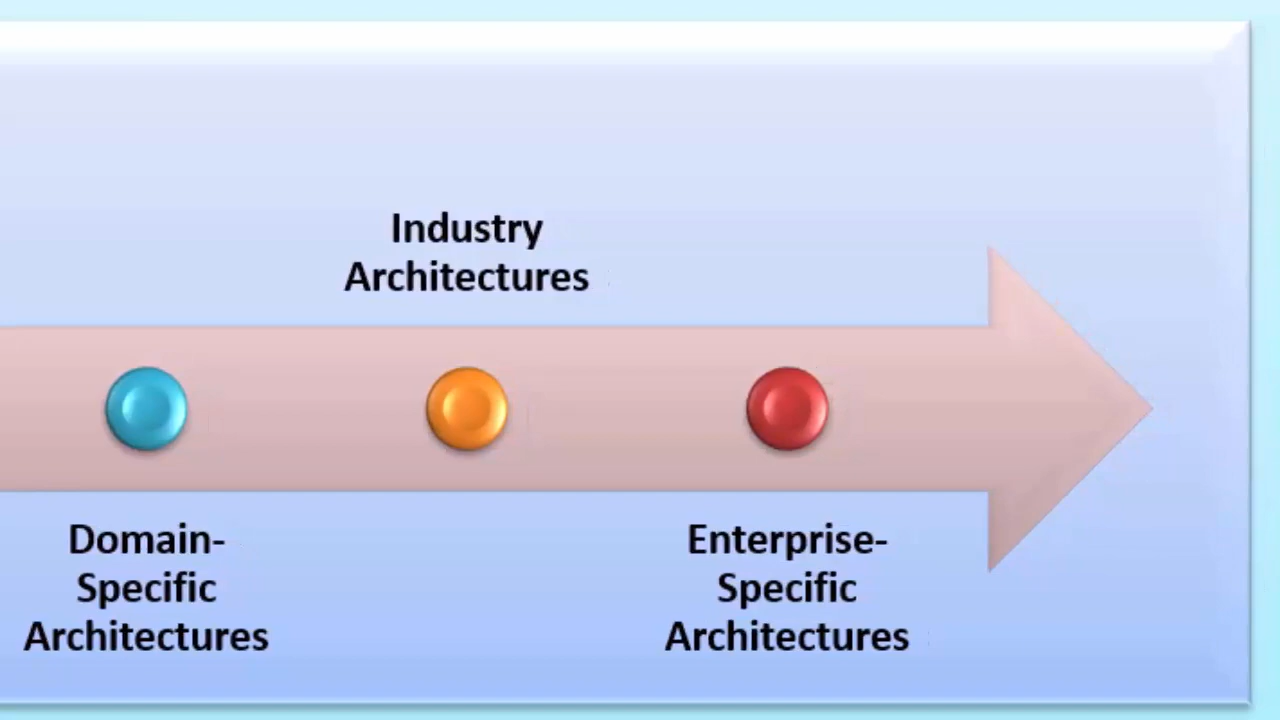 Industry
Architectures
Domain-
Specific
Architectures
Enterprise-
Specific
Architectures